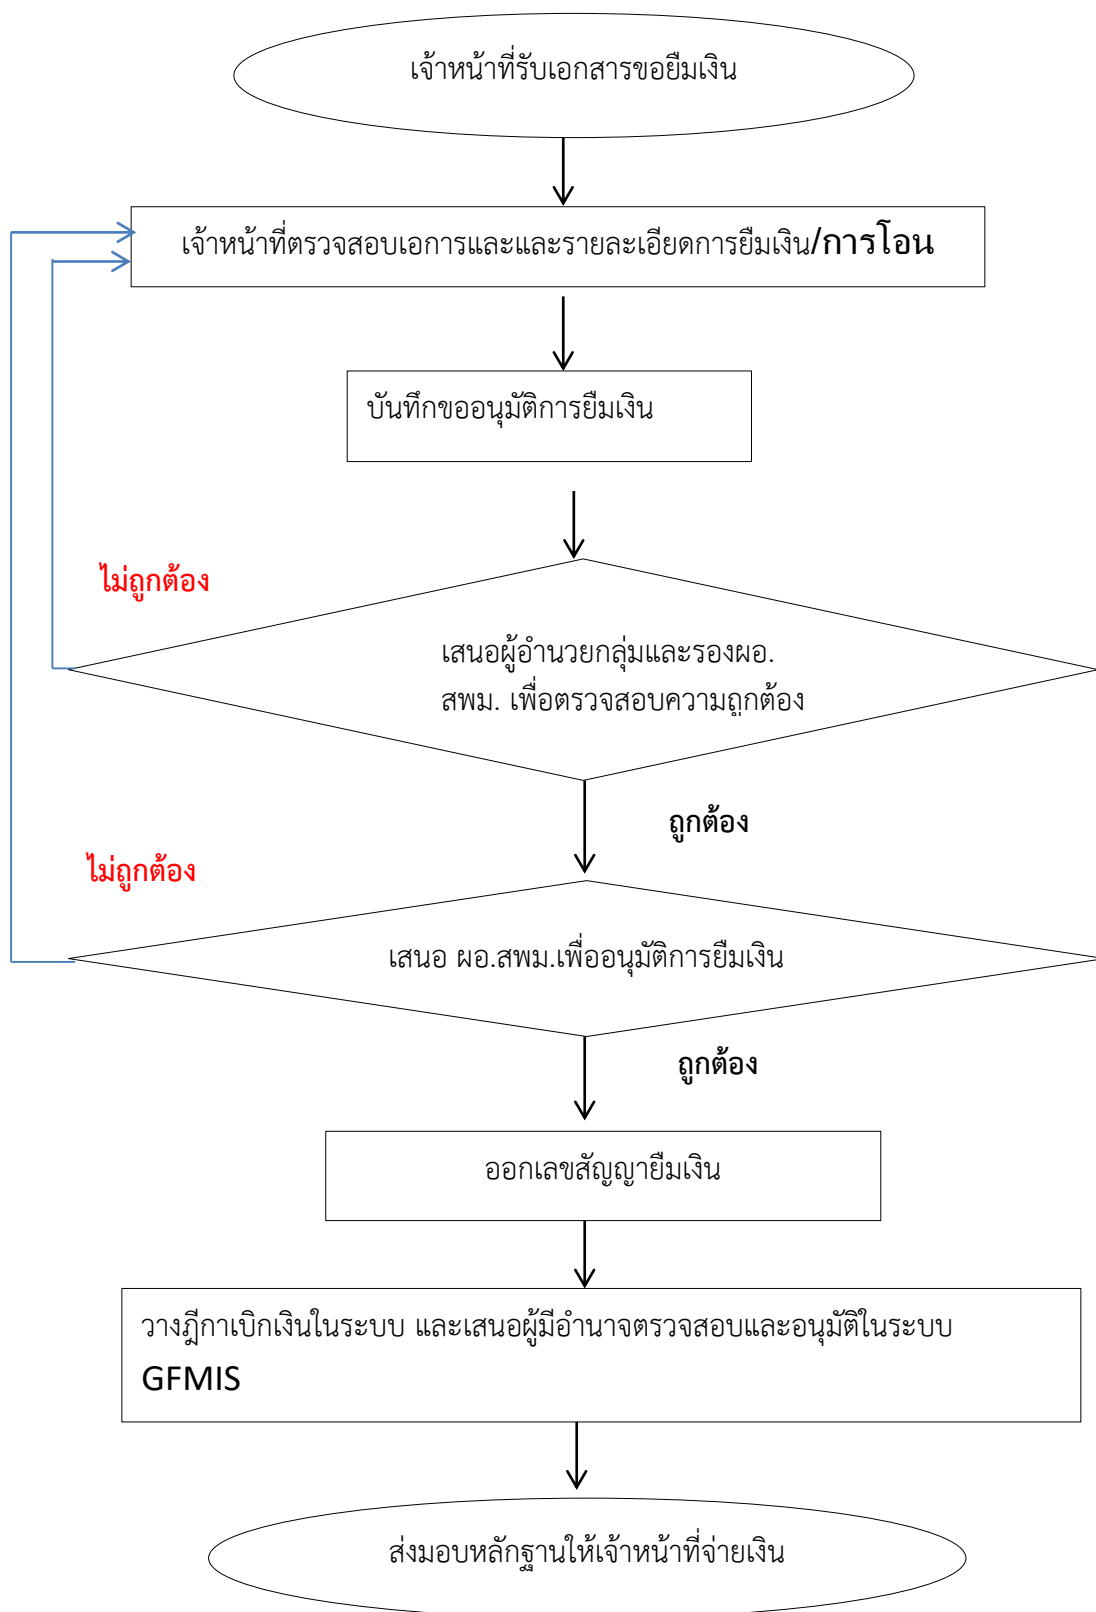 เจ้าหน้าที่รับเอกสารขอยืมเงิน
เจ้าหน้าที่ตรวจสอบเอการและและรายละเอียดการยืมเงิน/การโอน
บันทึกขออนุมัติการยืมเงิน
ไม่ถูกต้อง
เสนอผู้อำนวยกลุ่มและรองผอ.
สพม. เพื่อตรวจสอบความถูกต้อง
ถูกต้อง
ไม่ถูกต้อง
เสนอ ผอ.สพม.เพื่ออนุมัติการยืมเงิน
ถูกต้อง
ออกเลขสัญญายืมเงิน
วางฎีกาเบิกเงินในระบบ และเสนอผู้มีอำนาจตรวจสอบและอนุมัติในระบบ
GFMIS
ส่งมอบหลักฐานให้เจ้าหน้าที่จ่ายเงิน